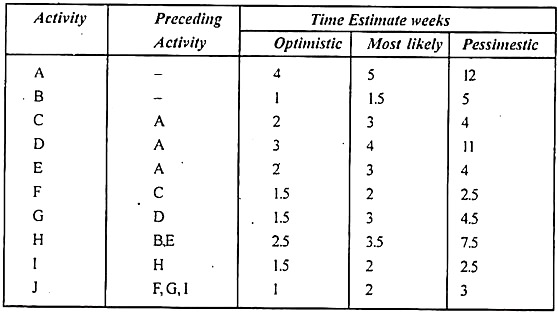 Activity Preceding Activity Time Estimate weeks
Optimistic Most likely Pessimestic
A – 4 5 12
B – 1 1.5 5
C A 2 3 4
D A 3 4 11
E A 2 3 4
F C 1.5 2 2.5
G D 1.5 3 4.5
H B,E 2.5 3.5 7.5
I H 1.5 2 2.5
J F, G, I 1 2 3